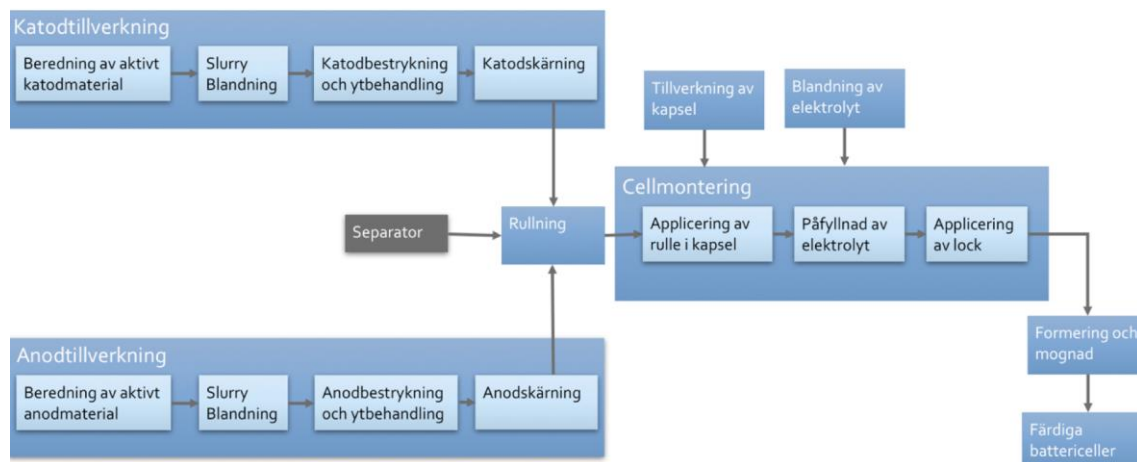 Katodtillverkning
Beredning av aktivt
katodmaterial
Slurry
Blandning
Katodbestrykning
och ytbehandling
Katodskärning
Tillverkning av
kapsel
Blandning av
elektrolyt
Separator
Rullning
Cellmontering
Applicering av
rulle i kapsel
Påfyllnad av
elektrolyt
Applicering
av lock
Anodtillverkning
Beredning av aktivt
anodmaterial
Slurry
Blandning
Anodbestrykning
och ytbehandling
Anodskärning
Formering och
mognad
Färdiga
battericeller